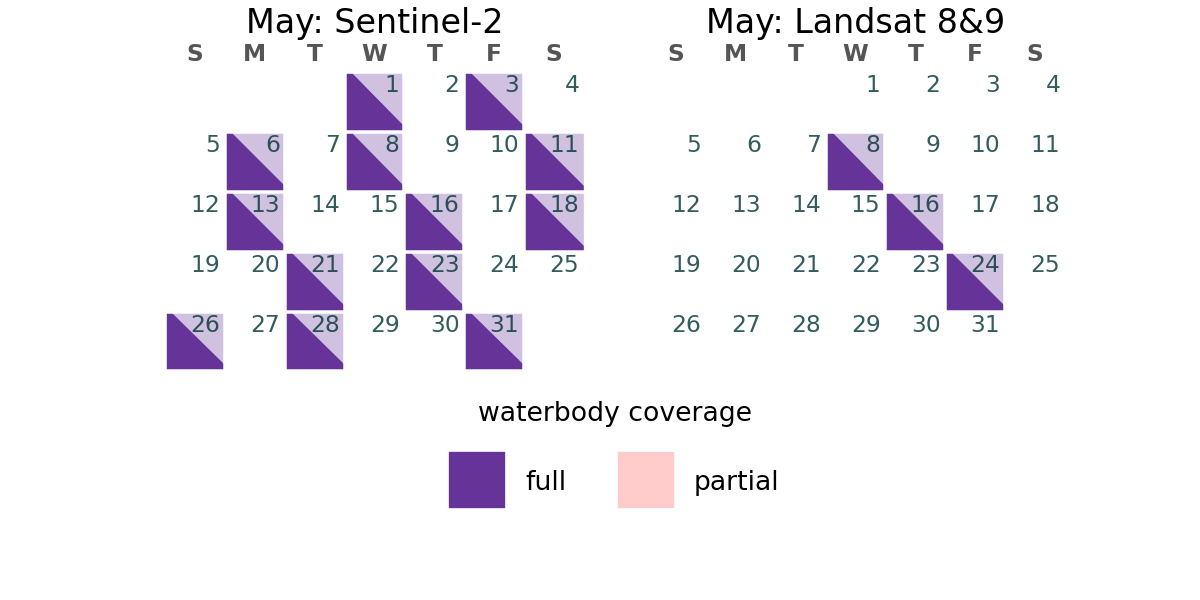 May: Sentinel-2
S M T W T F S
1 2 3 4
5 6 7 8 9 10 11
12 13 14 15 16 17 18
19 20 21 22 23 24 25
26 27 28 29 30 31
May: Landsat 8&9
S M T W T F S
1 2 3 4
5 6 7 8 9 10 11
12 13 14 15 16 17 18
19 20 21 22 23 24 25
26 27 28 29 30 31
waterbody coverage
full partial